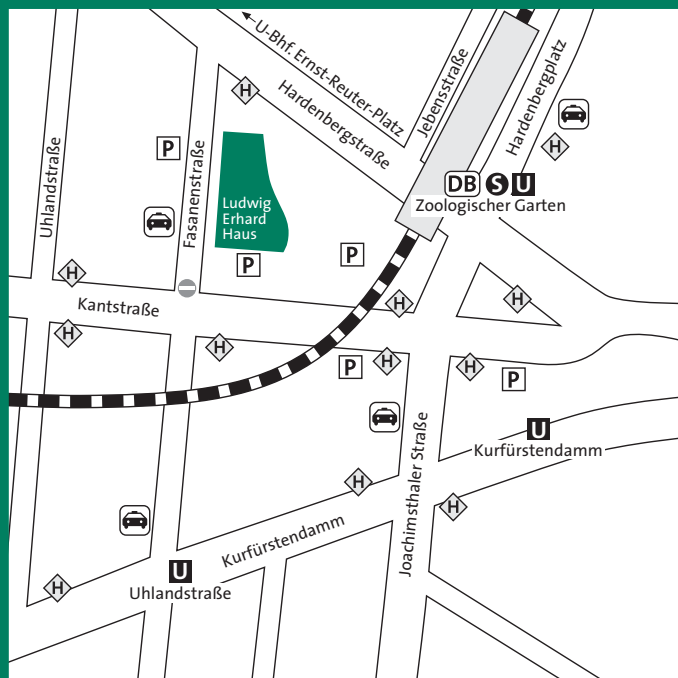 U-Bhf. Ernst-Reuter-Platz
Jebensstraße
Hardenbergplatz
H
Hardenbergstraße
H
P
Uhlandstraße
Fasanenstraße
DB S U
Zoologischer Garten
Ludwig
Erhard
Haus
P
P
H
H
H
Kantstraße
H
H
H
P
H
P
Joachimsthaler Straße
U
Kurfürstendamm
H
H
Kurfürstendamm
U
Uhlandstraße
H